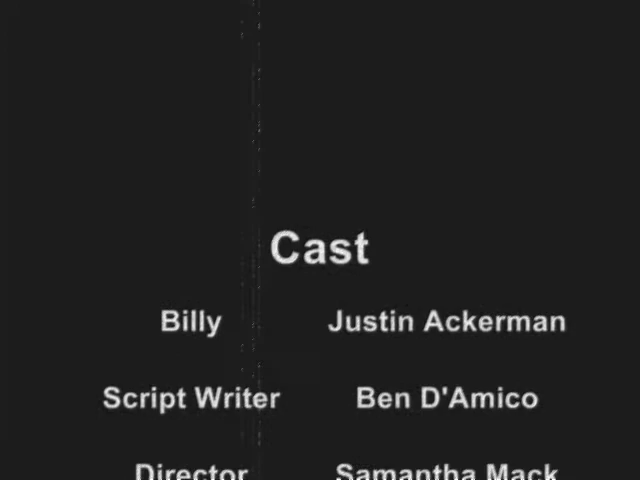 Cast
Billy Justin Ackerman
Script Writer Ben D'Amico
Director Samantha Mack